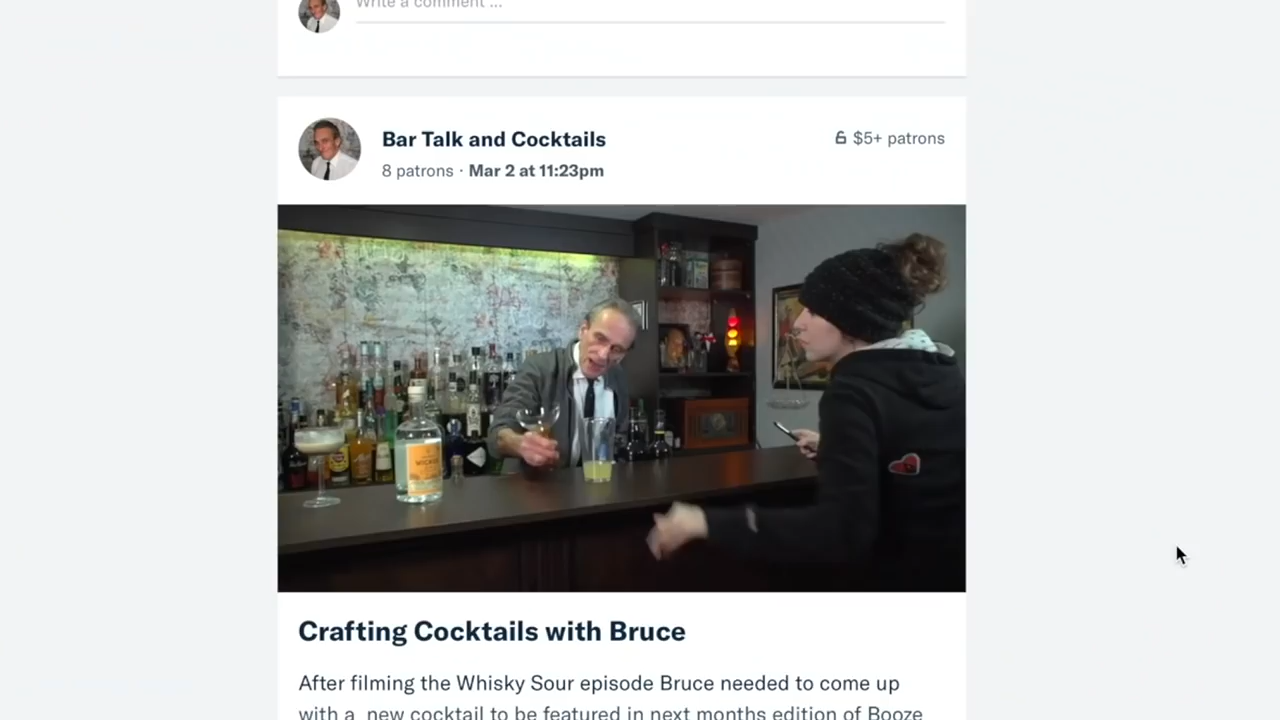 Write a comment ...
Bar Talk and Cocktails
$5+ patrons
8 patrons · Mar 2 at 11:23pm
Crafting Cocktails with Bruce
After filming the Whisky Sour episode Bruce needed to come up
with a  new cocktail to be featured in next months edition of Booze